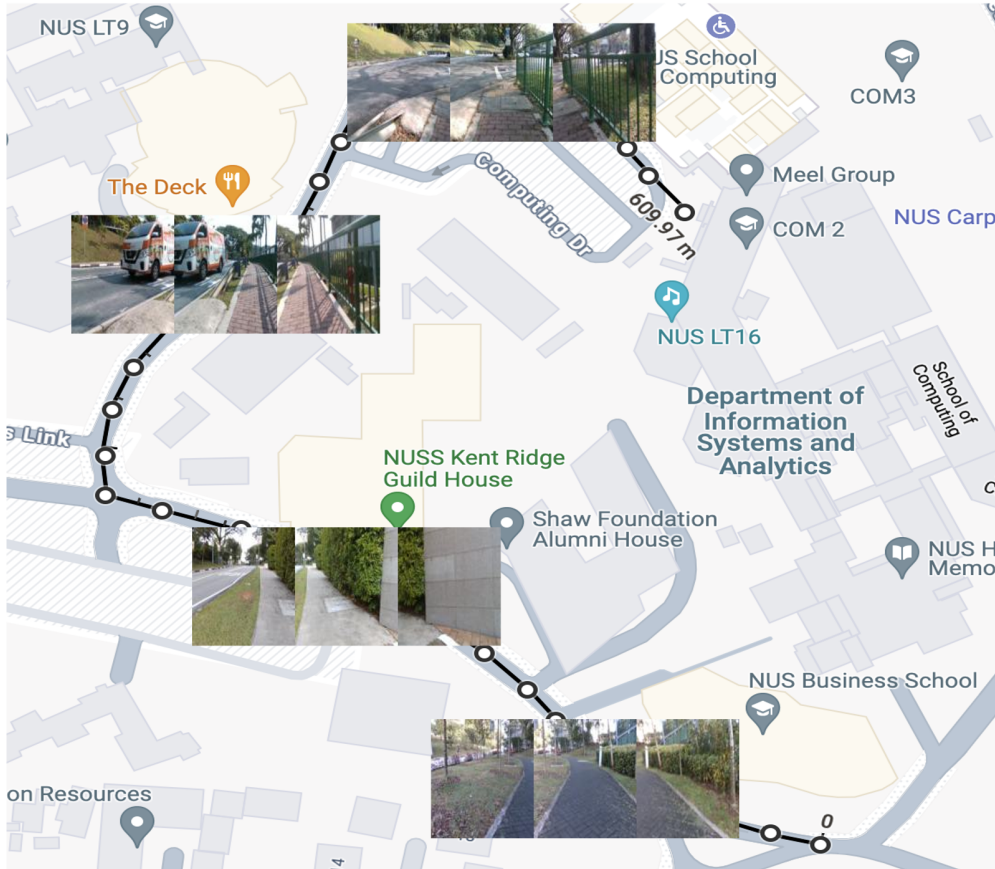 NUS LT9
US School
Computing
COM3
The Deck
Computing Dr
Meel Group
609.97 m
COM 2
NUS Carp
NUS LT16
School of
Computing
Department of
Information
Systems and
Analytics
s Link
NUSS Kent Ridge
Guild House
Shaw Foundation
Alumni House
C
NUS H
Memo
NUS Business School
on Resources
0